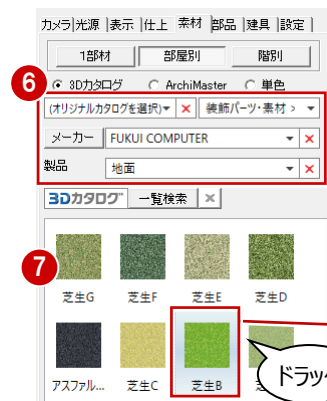 カメラ|光源 |表示 |仕上 素材 |部品 |建具 |設定 |
1部材 部屋別 階別
6
3Dカタログ ArchiMaster 単色
(オリジナルカタログを選択) 装飾パーツ・素材 >
メーカー FUKUI COMPUTER
製品 地面
3Dカタログ 一覧検索
7
芝生G 芝生F 芝生E 芝生D
アスファル... 芝生C 芝生B
ドラッ